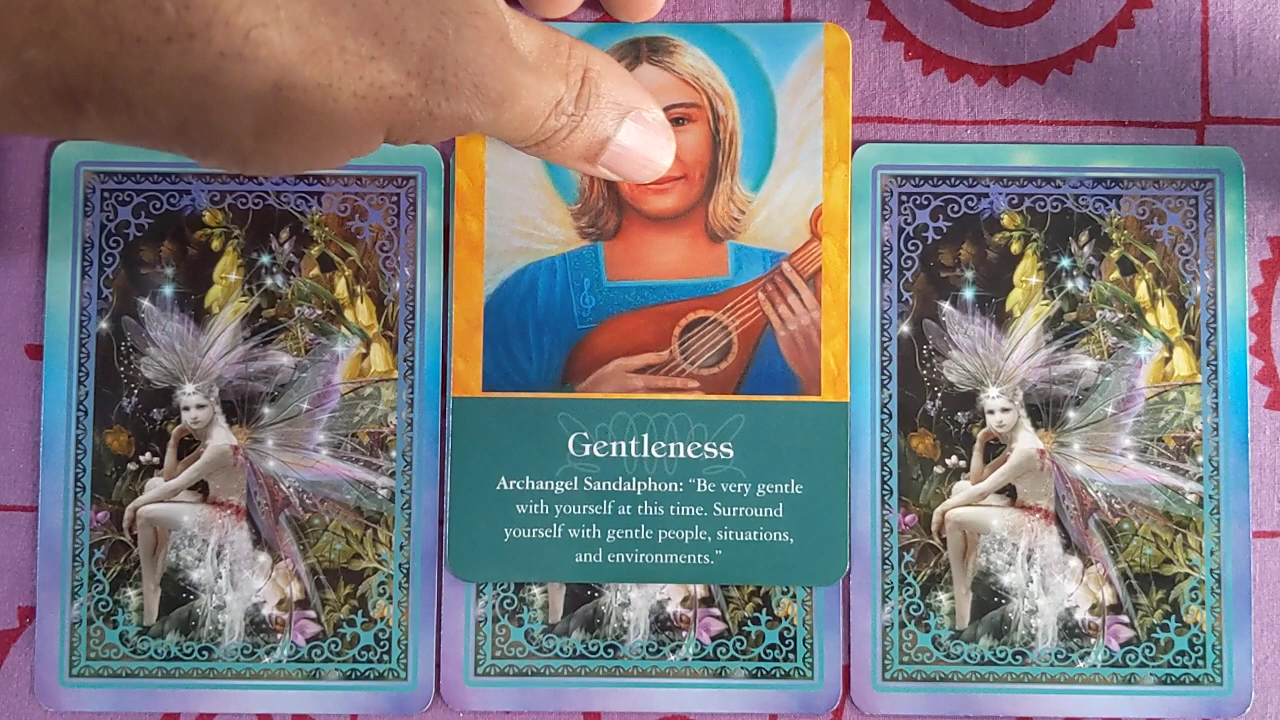 Gentleness
Archangel Sandalphon: “Be very gentle
with yourself at this time. Surround
yourself with gentle people, situations,
and environments.”